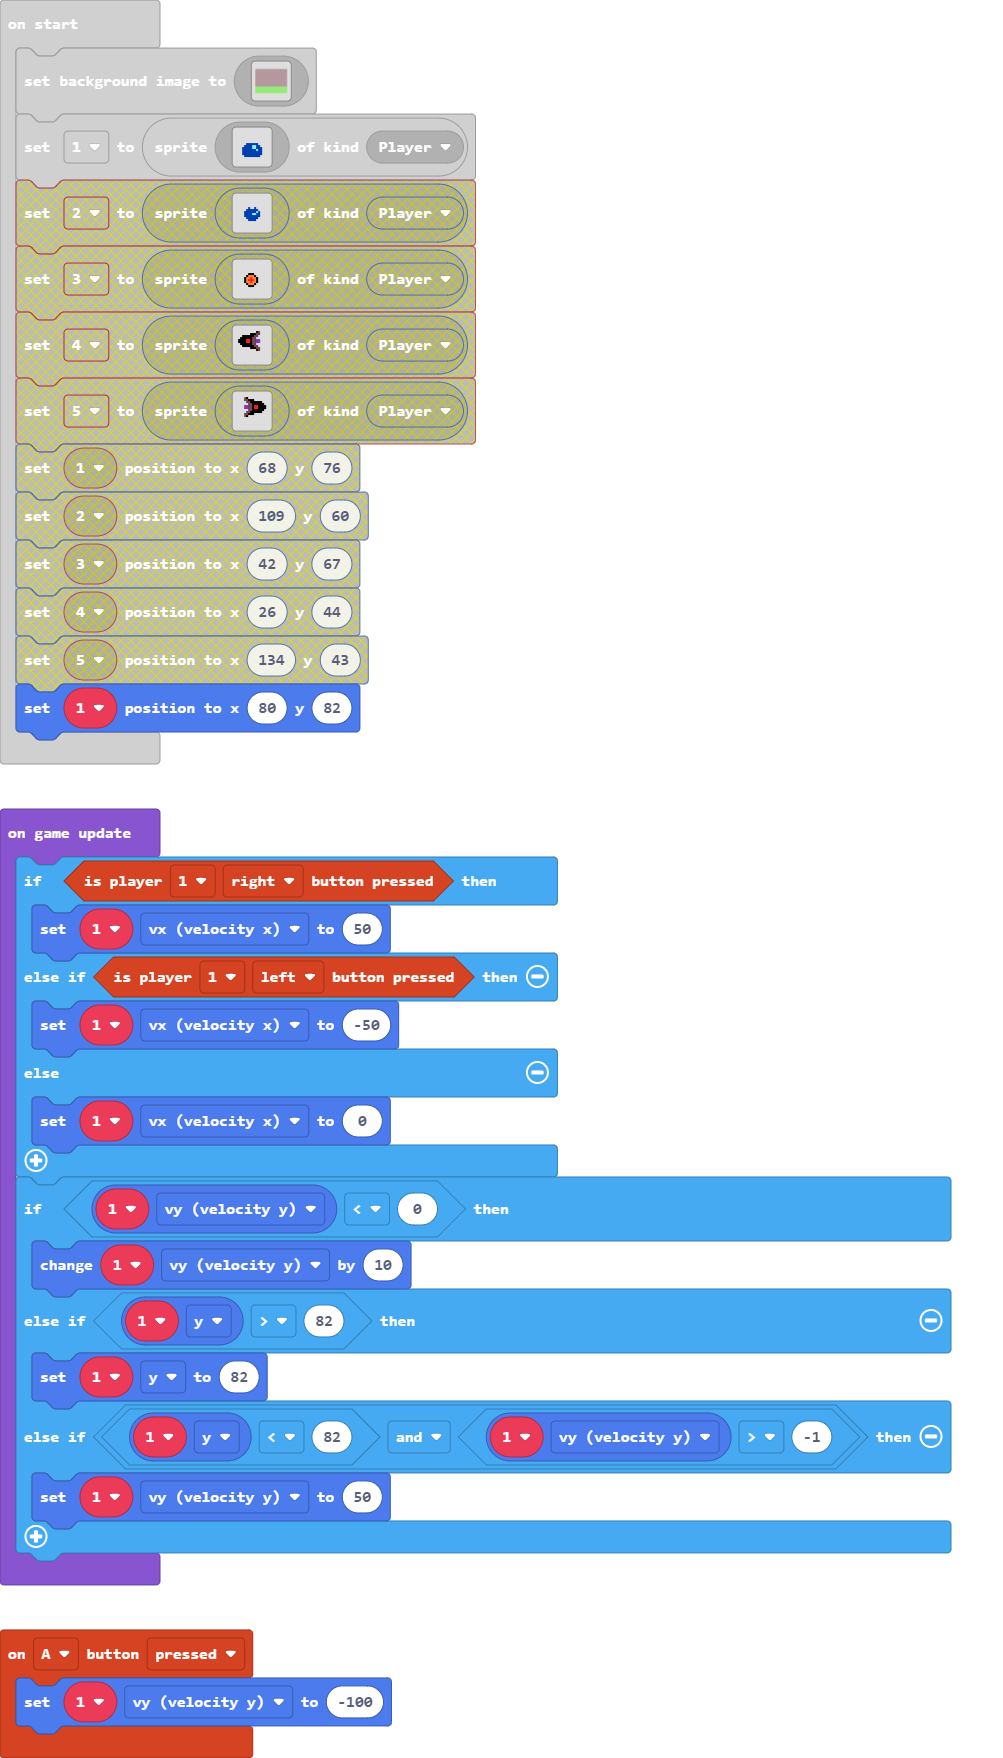 on start
set background image to
set 1 to sprite of kind Player
set 2 to sprite of kind Player
set 3 to sprite of kind Player
set 4 to sprite of kind Player
set 5 to sprite of kind Player
set 1 position to x 68 y 76
set 2 position to x 109 y 60
set 3 position to x 42 y 67
set 4 position to x 26 y 44
set 5 position to x 134 y 43
set 1 position to x 80 y 82
on game update
if is player 1 right button pressed then
set 1 vx (velocity x) to 50
else if is player 1 left button pressed then
set 1 vx (velocity x) to -50
else
set 1 vx (velocity x) to 0
if 1 vy (velocity y) < 0 then
change 1 vy (velocity y) by 10
else if 1 y > 82 then
set 1 y to 82
else if 1 y < 82 and 1 vy (velocity y) > -1 then
set 1 vy (velocity y) to 50
on A button pressed
set 1 vy (velocity y) to -100